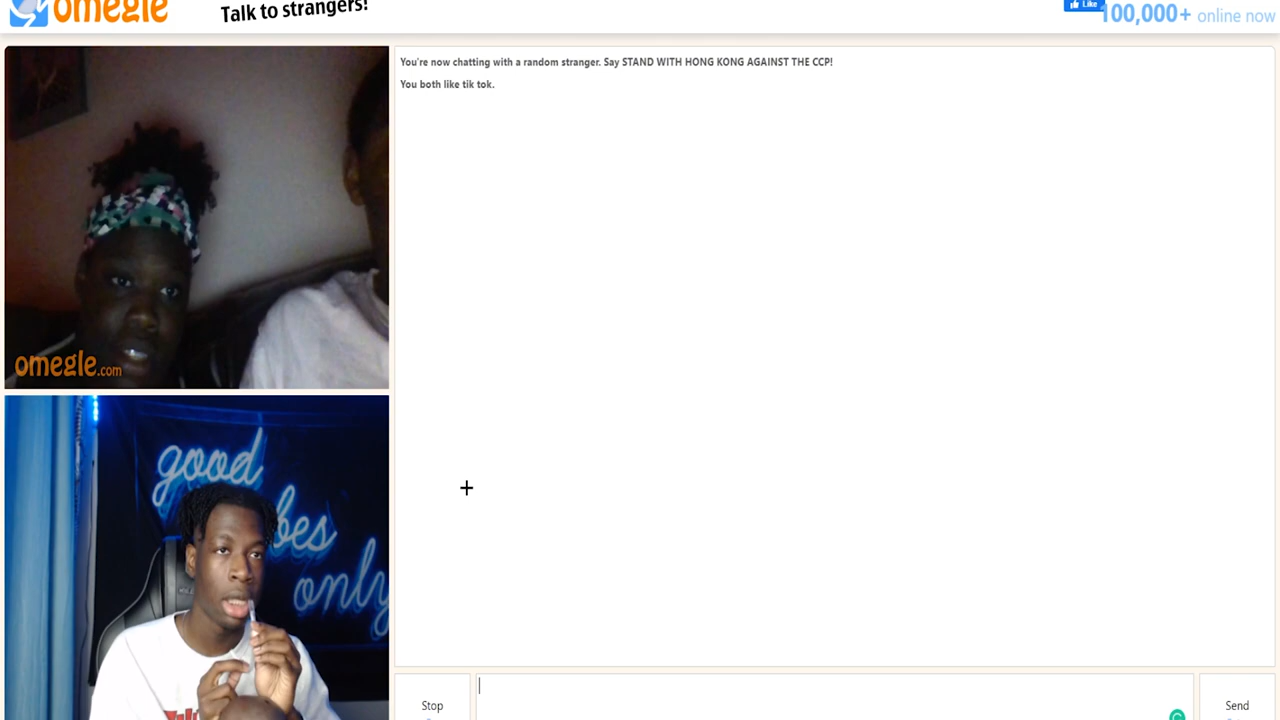 omegle
Talk to strangers!
Like
100,000+ online now
You're now chatting with a random stranger. Say STAND WITH HONG KONG AGAINST THE CCP!
You both like tik tok.
omegle.com
good
bes
only
Stop
Send